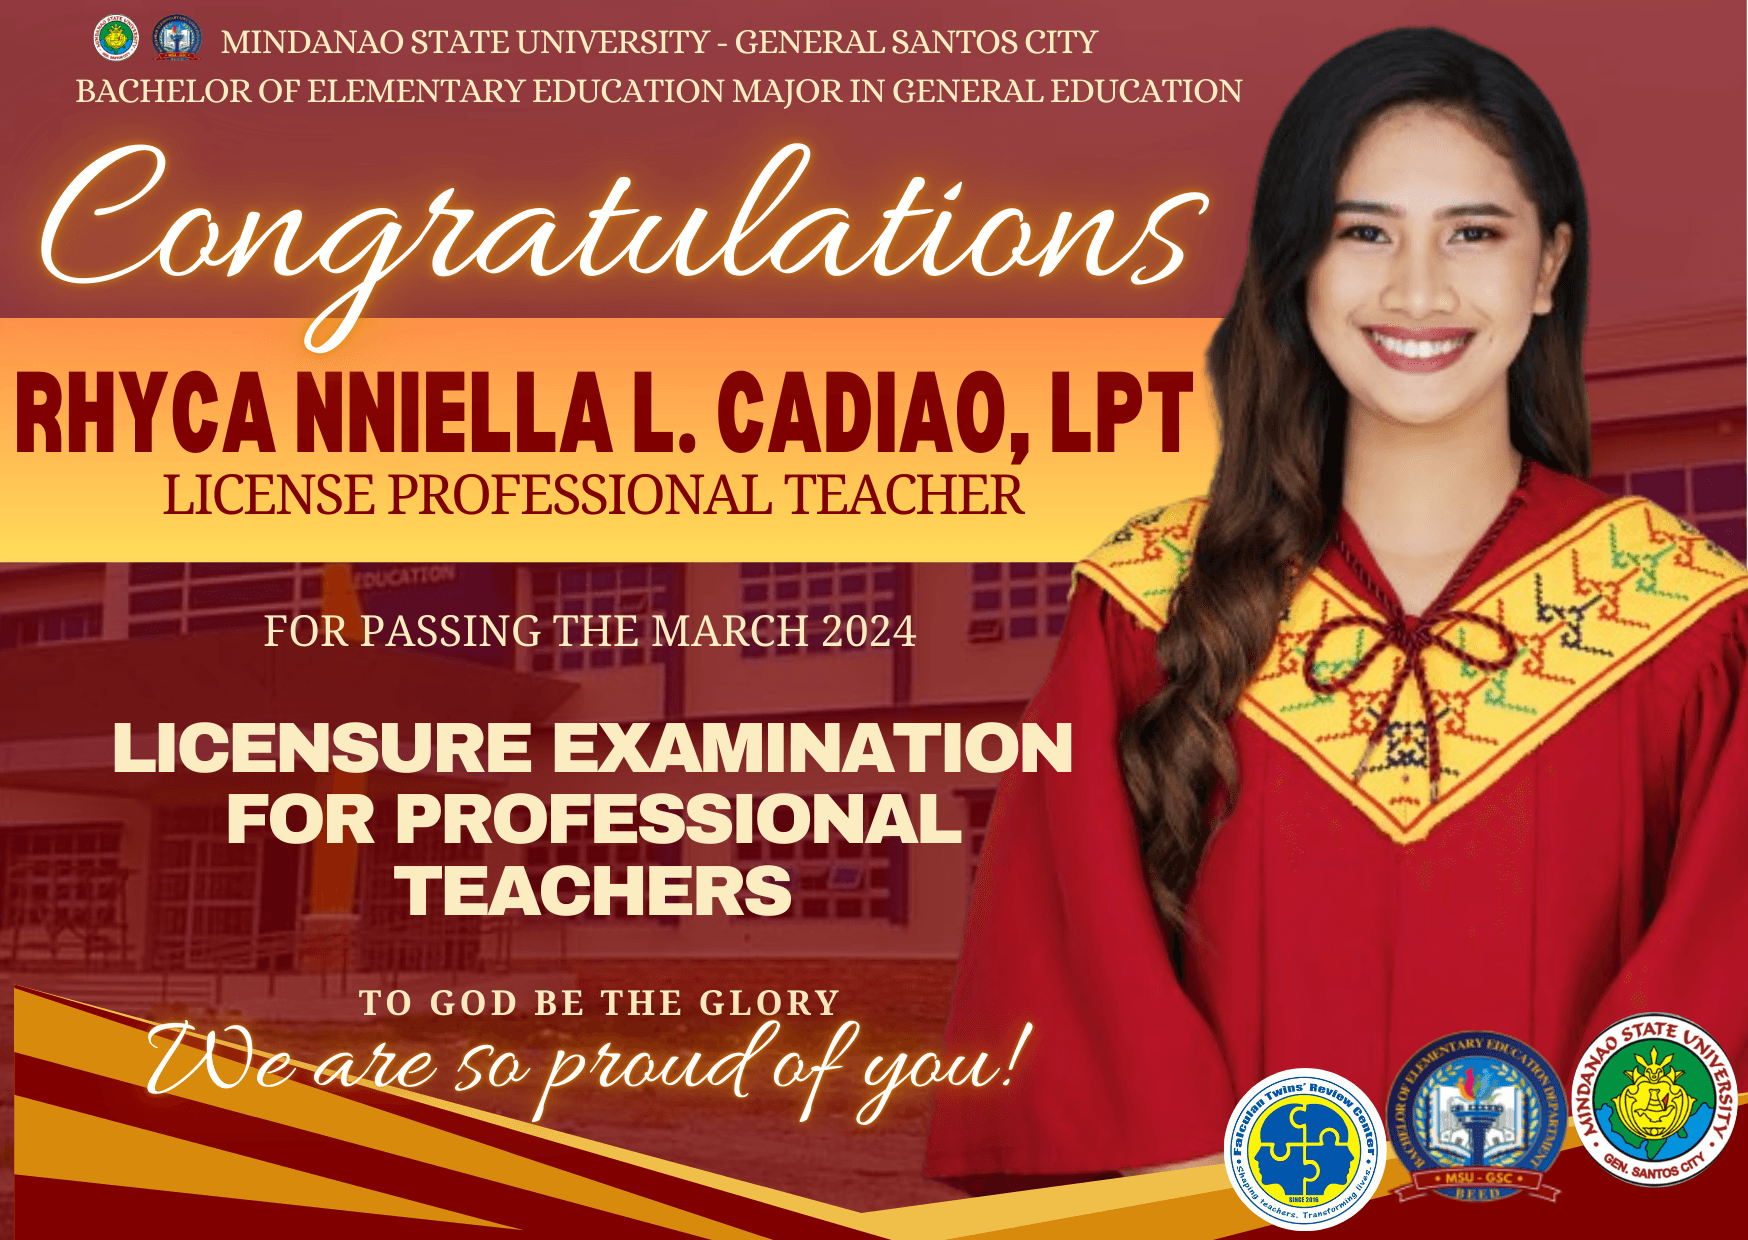 MINDANAO STATE UNIVERSITY - GENERAL SANTOS CITY
BACHELOR OF ELEMENTARY EDUCATION MAJOR IN GENERAL EDUCATION
Congratulations
RHYCA NNIELLA L. CADIAO, LPT
LICENSE PROFESSIONAL TEACHER
EDUCATION
FOR PASSING THE MARCH 2024
LICENSURE EXAMINATION
FOR PROFESSIONAL
TEACHERS
TO GOD BE THE GLORY
We are so proud of you!
Falculan Twins' Review Center
SINCE 2016
Shaping teachers. Transforming lives.
BACHELOR OF ELEMENTARY EDUCATION DEPARTMENT
MSU - GSC
BEED
MINDANAO STATE UNIVERSITY
GEN. SANTOS CITY